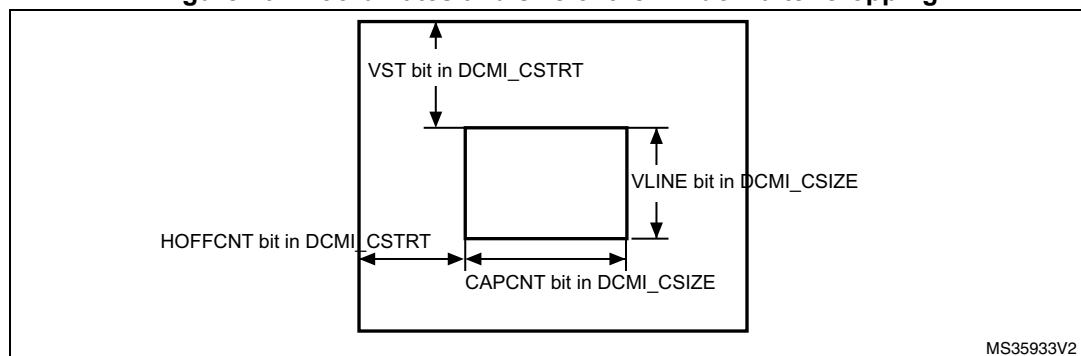 VST bit in DCMI_CSTRT
VLINE bit in DCMI_CSIZE
HOFFCNT bit in DCMI_CSTRT
CAPCNT bit in DCMI_CSIZE
MS35933V2